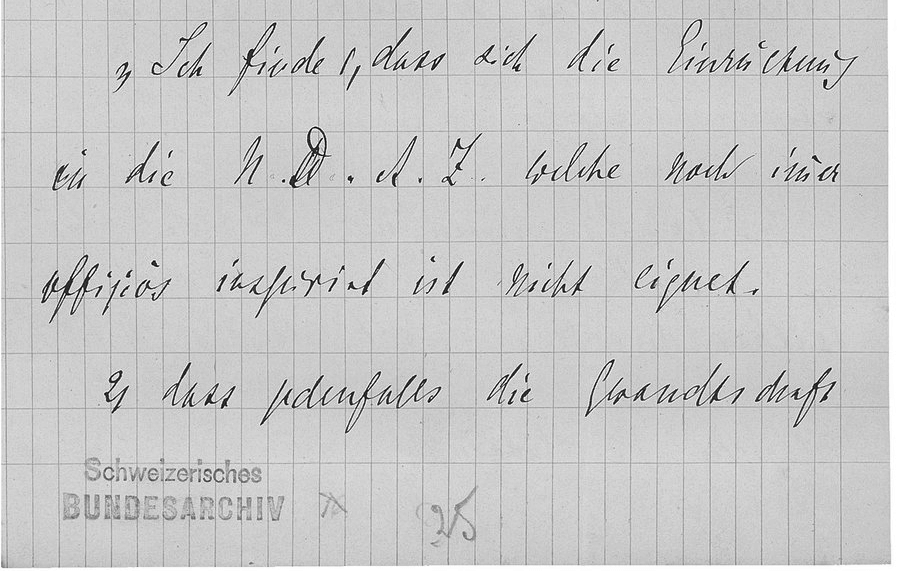 1) Ich finde 1, dass sich die Einrückung
in die N. D. A. Z. welche noch immer
offiziös inspiriert ist nicht eignet.
2) dass jedenfalls die Gesandtschaft
Schweizerisches
BUNDESARCHIV
25